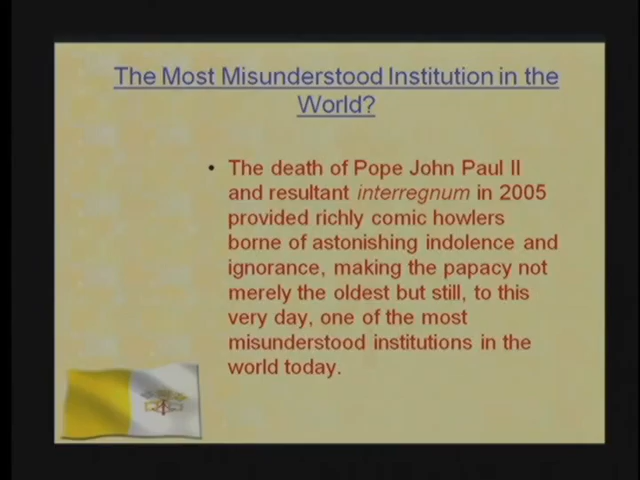 The Most Misunderstood Institution in the
World?
• The death of Pope John Paul II
and resultant interregnum in 2005
provided richly comic howlers
borne of astonishing indolence and
ignorance, making the papacy not
merely the oldest but still, to this
very day, one of the most
misunderstood institutions in the
world today.